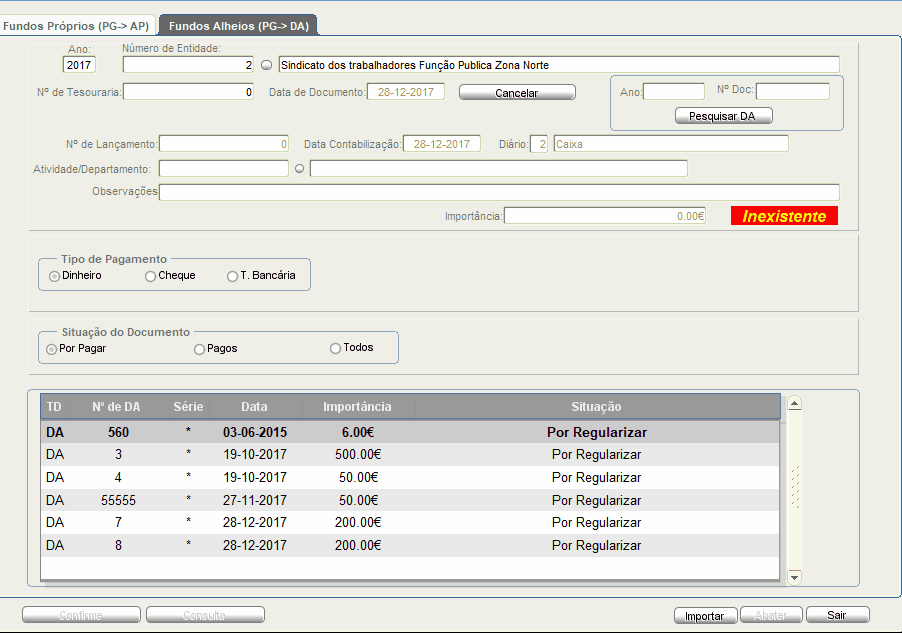 Fundos Próprios (PG-> AP) Fundos Alheios (PG-> DA)
Ano: Número de Entidade:
2017 2 Sindicato dos trabalhadores Função Publica Zona Norte
Nº de Tesouraria: 0 Data de Documento: 28-12-2017 Cancelar Ano: Nº Doc:
Pesquisar DA
Nº de Lançamento: 0 Data Contabilização: 28-12-2017 Diário: 2 Caixa
Atividade/Departamento:
Observações
Importância: 0.00€ Inexistente
Tipo de Pagamento
Dinheiro Cheque T. Bancária
Situação do Documento
Por Pagar Pagos Todos
TD Nº de DA Série Data Importância Situação
DA 560 * 03-06-2015 6.00€ Por Regularizar
DA 3 * 19-10-2017 500.00€ Por Regularizar
DA 4 * 19-10-2017 50.00€ Por Regularizar
DA 55555 * 27-11-2017 50.00€ Por Regularizar
DA 7 * 28-12-2017 200.00€ Por Regularizar
DA 8 * 28-12-2017 200.00€ Por Regularizar
Confirme Consulta Importar Abater Sair